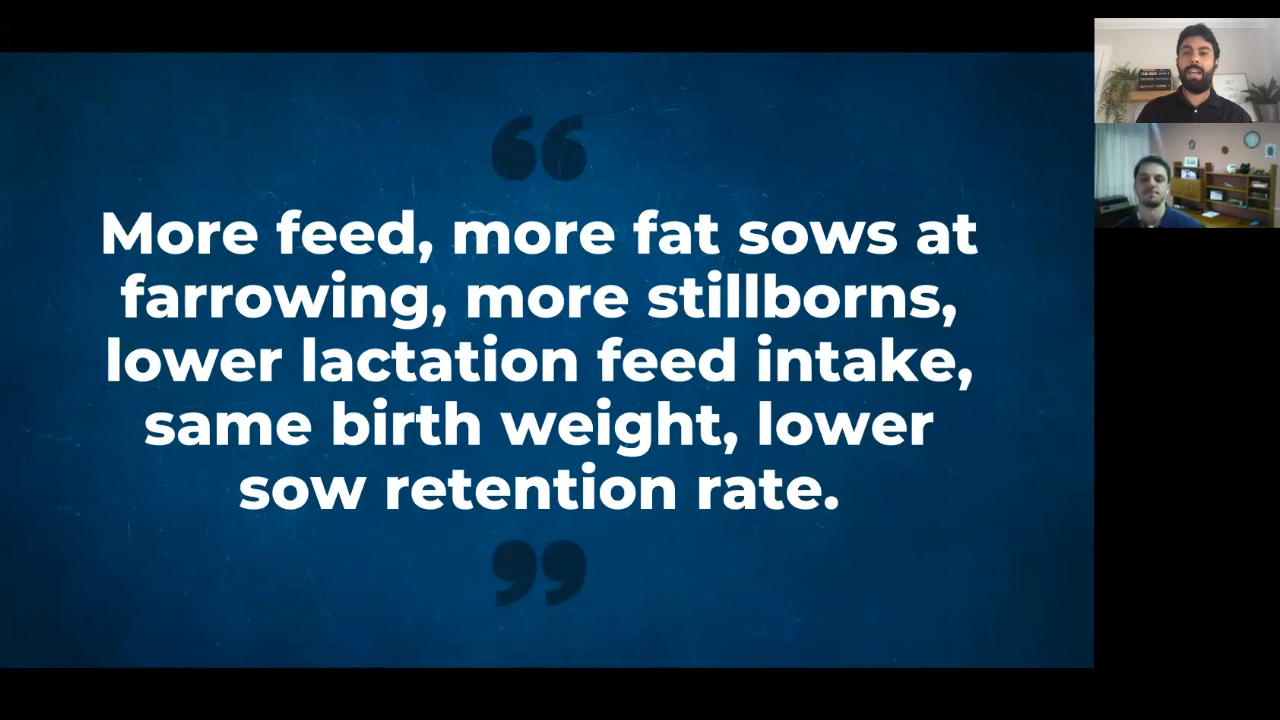 “
More feed, more fat sows at
farrowing, more stillborns,
lower lactation feed intake,
same birth weight, lower
sow retention rate.
”